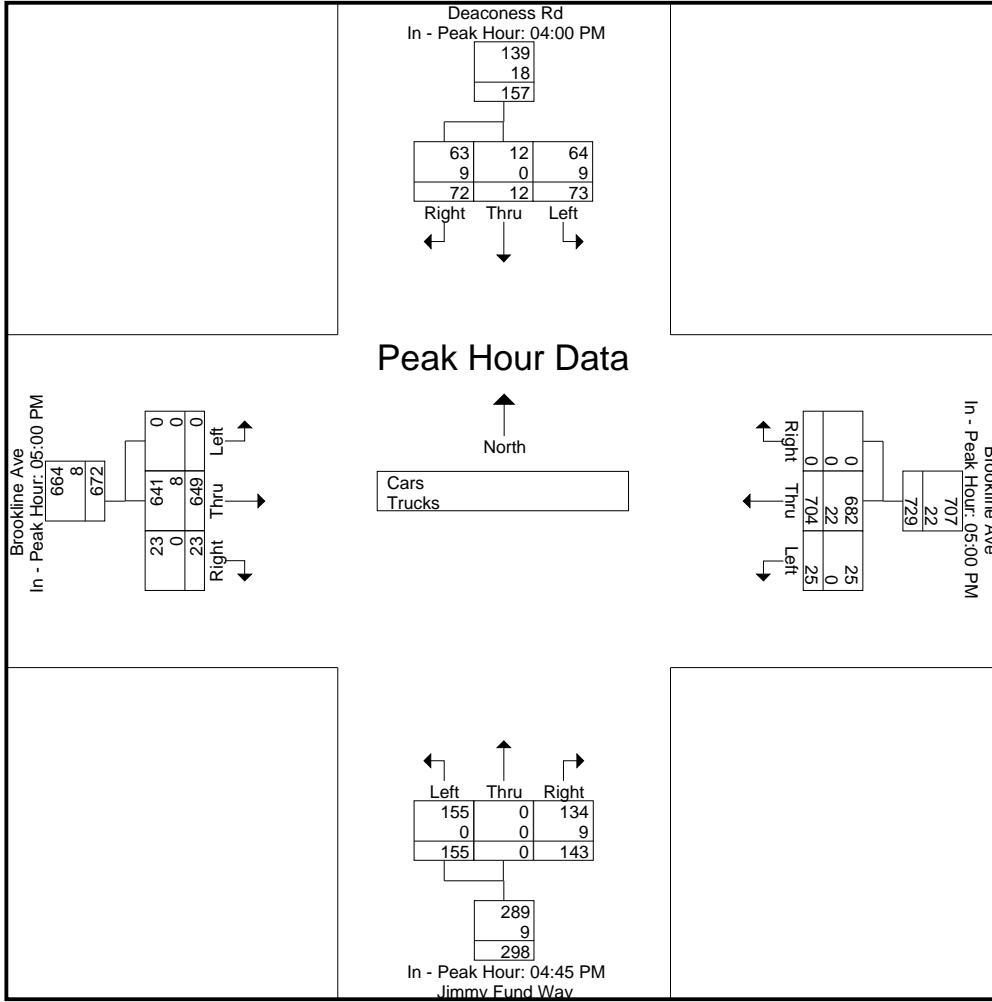 Deaconess Rd
In - Peak Hour: 04:00 PM
139
18
157
63 12 64
9 0 9
72 12 73
Right Thru Left
Peak Hour Data
North
Cars
Trucks
Brookline Ave
In - Peak Hour: 05:00 PM
664
8
672
0 0 0
641 8 649
23 0 23
Left
Thru
Right
Right
Thru
Left
0 0 0
704 22 682
25 0 25
707
22
729
In - Peak Hour: 05:00 PM
Brookline Ave
Left Thru Right
155 0 134
0 0 9
155 0 143
289
9
298
In - Peak Hour: 04:45 PM
Jimmy Fund Way